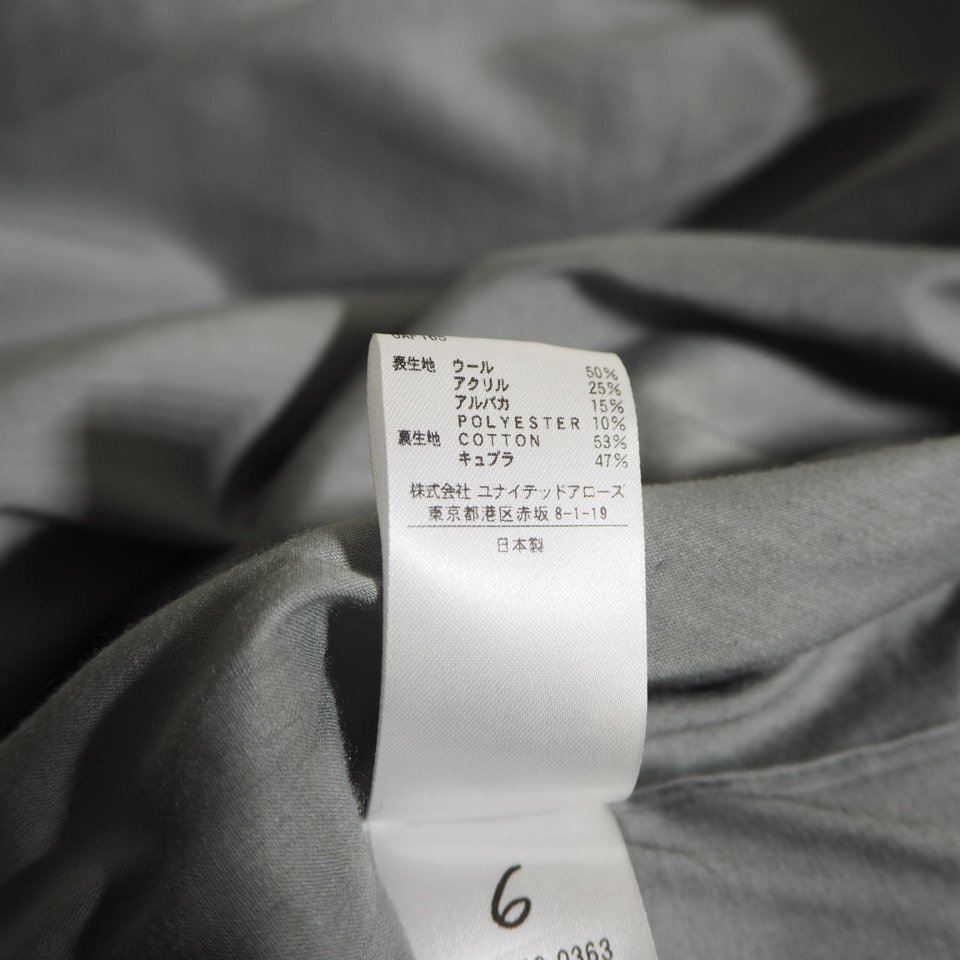 表生地 ウール 50%
アクリル 25%
アルパカ 15%
POLYESTER 10%
裏生地 COTTON 53%
キュプラ 47%
株式会社 ユナイテッドアローズ
東京都港区赤坂 8-1-19
日本製
6
0363